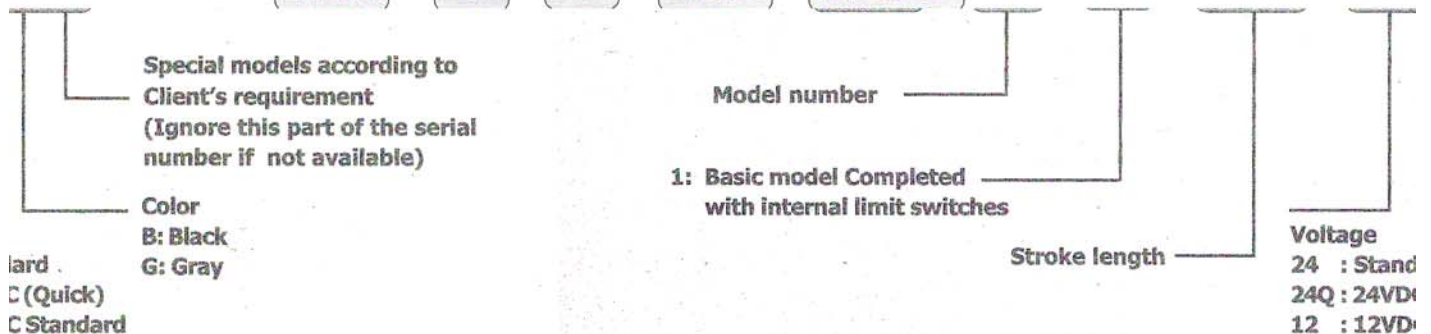 Special models according to
Client's requirement
(Ignore this part of the serial
number if not available)
Color
B: Black
G: Gray
C (Quick)
C Standard
Model number
1: Basic model Completed
with internal limit switches
Stroke length
Voltage
24 : Stand
24Q : 24VD
12 : 12VD